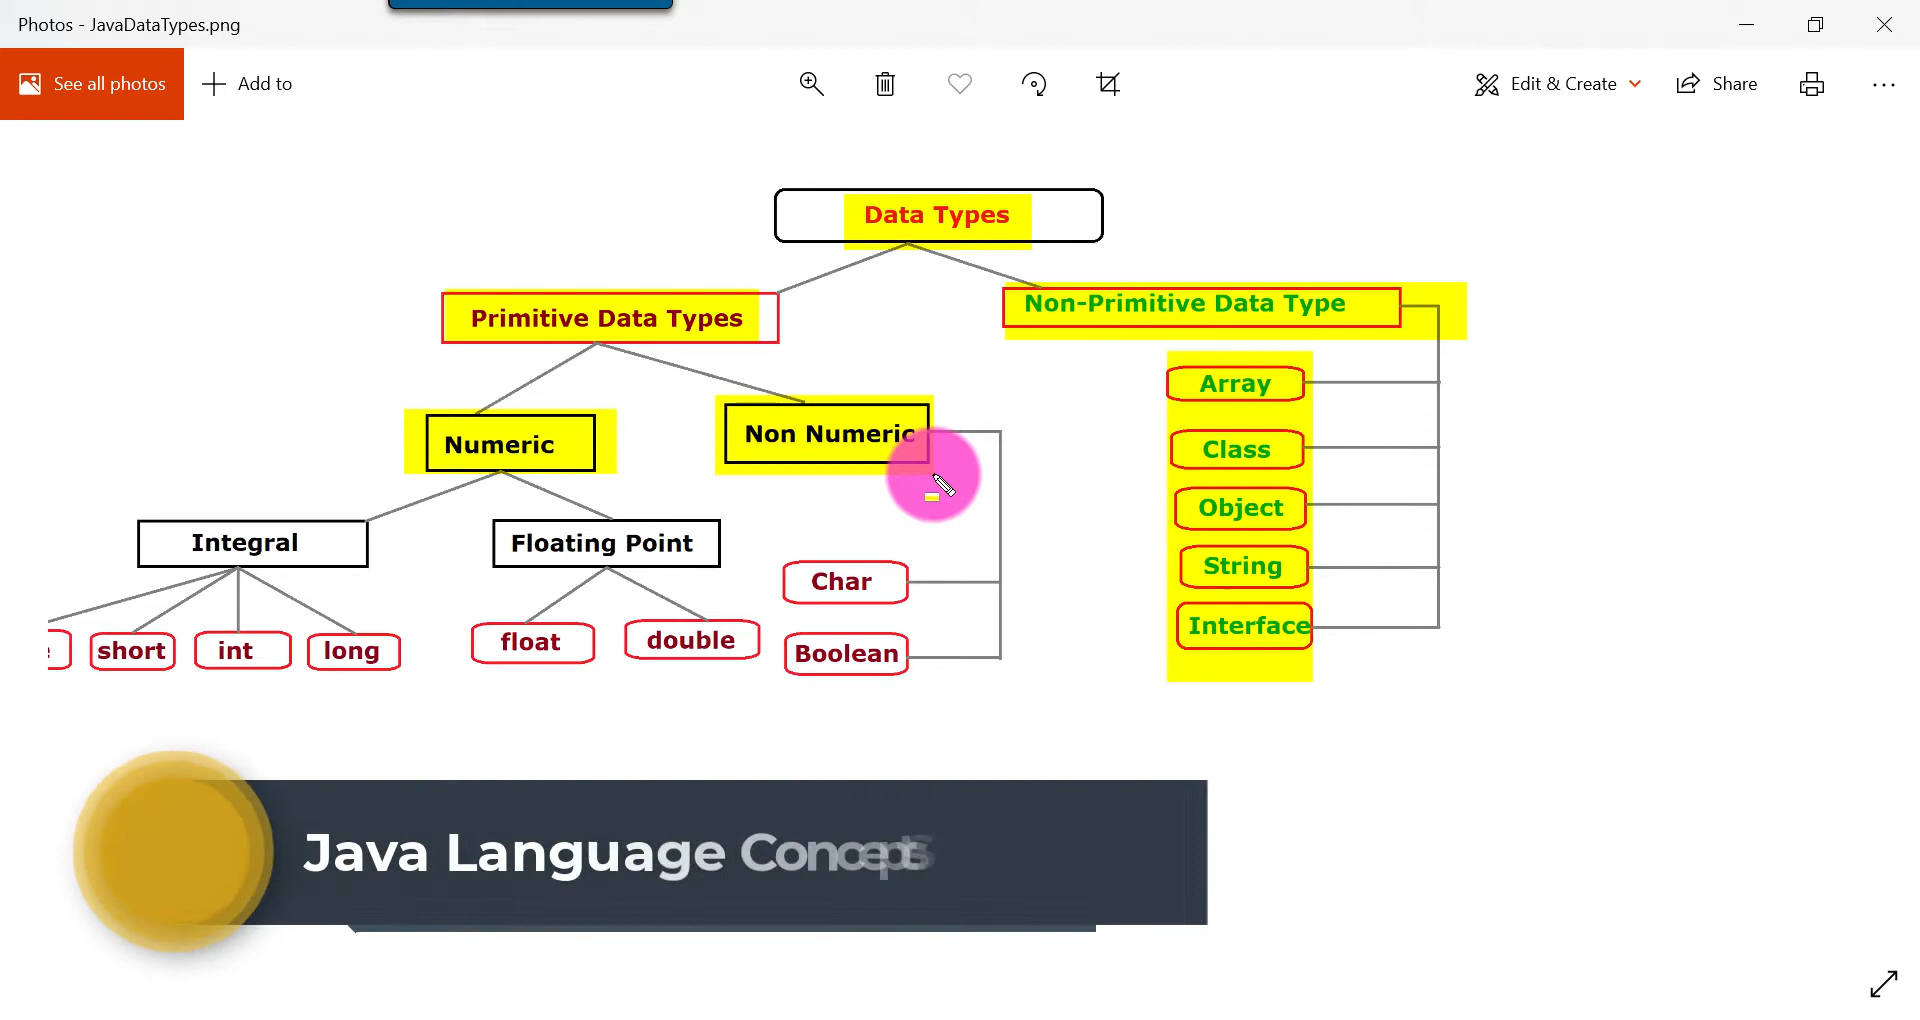 Photos - JavaDataTypes.png
See all photos
Add to
Edit & Create
Share
Data Types
Primitive Data Types
Non-Primitive Data Type
Numeric
Non Numeric
Array
Class
Object
String
Interface
Integral
Floating Point
Char
Boolean
short
int
long
float
double
Java Language Concepts